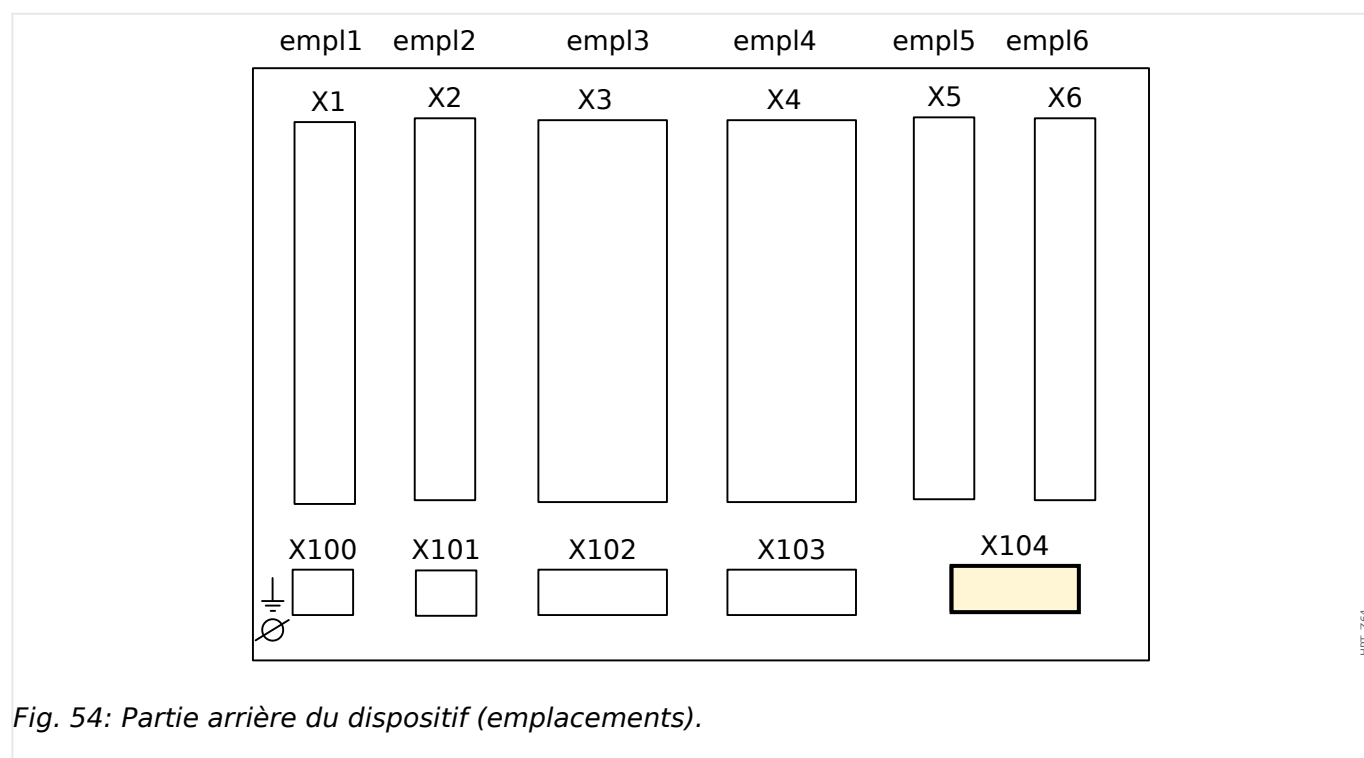 empl1 empl2 empl3 empl4 empl5 empl6
X1 X2 X3 X4 X5 X6
X100 X101 X102 X103 X104
Fig. 54: Partie arrière du dispositif (emplacements).